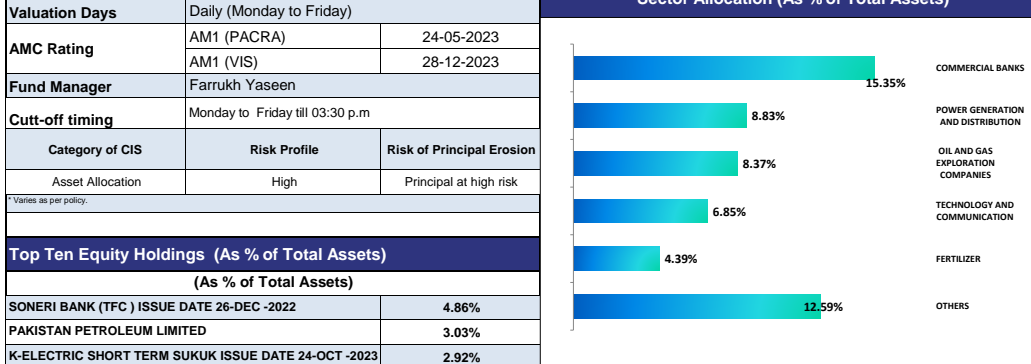 Valuation Days Daily (Monday to Friday)
AMC Rating
AM1 (PACRA) 24-05-2023
AM1 (VIS) 28-12-2023
Fund Manager Farrukh Yaseen
Cutt-off timing Monday to Friday till 03:30 p.m
Category of CIS Risk Profile Risk of Principal Erosion
Asset Allocation High Principal at high risk
* Varies as per policy.
Top Ten Equity Holdings (As % of Total Assets)
(As % of Total Assets)
SONERI BANK (TFC ) ISSUE DATE 26-DEC -2022 4.86%
PAKISTAN PETROLEUM LIMITED 3.03%
K-ELECTRIC SHORT TERM SUKUK ISSUE DATE 24-OCT -2023 2.92%
Sector Allocation (As % of Total Assets)
COMMERCIAL BANKS
15.35%
8.83%
POWER GENERATION
AND DISTRIBUTION
8.37%
OIL AND GAS
EXPLORATION
COMPANIES
6.85%
TECHNOLOGY AND
COMMUNICATION
4.39%
FERTILIZER
12.59%
OTHERS